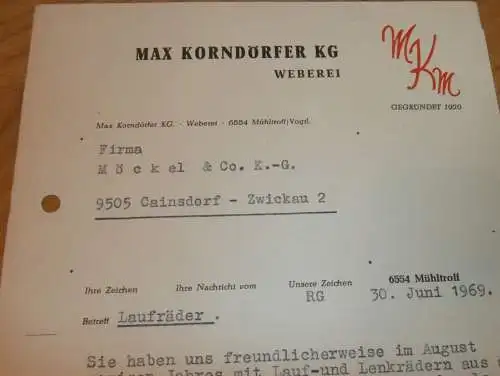 MAX KORNDÖRFER KG
WEBEREI
MKm
GEGRÜNDET 1920
Max Korndörfer KG. - Weberei - 6554 Mühltroff/Vogtl.
Firma
M ö c k e l & Co. K.-G.
9505 Cainsdorf - Zwickau 2
Ihre Zeichen Ihre Nachricht vom Unsere Zeichen 6554 Mühltroff
RG 30. Juni 1969.
Betreff Laufräder .
Sie haben uns freundlicherweise im August
Jahres mit Lauf-und Lenkrädern aus